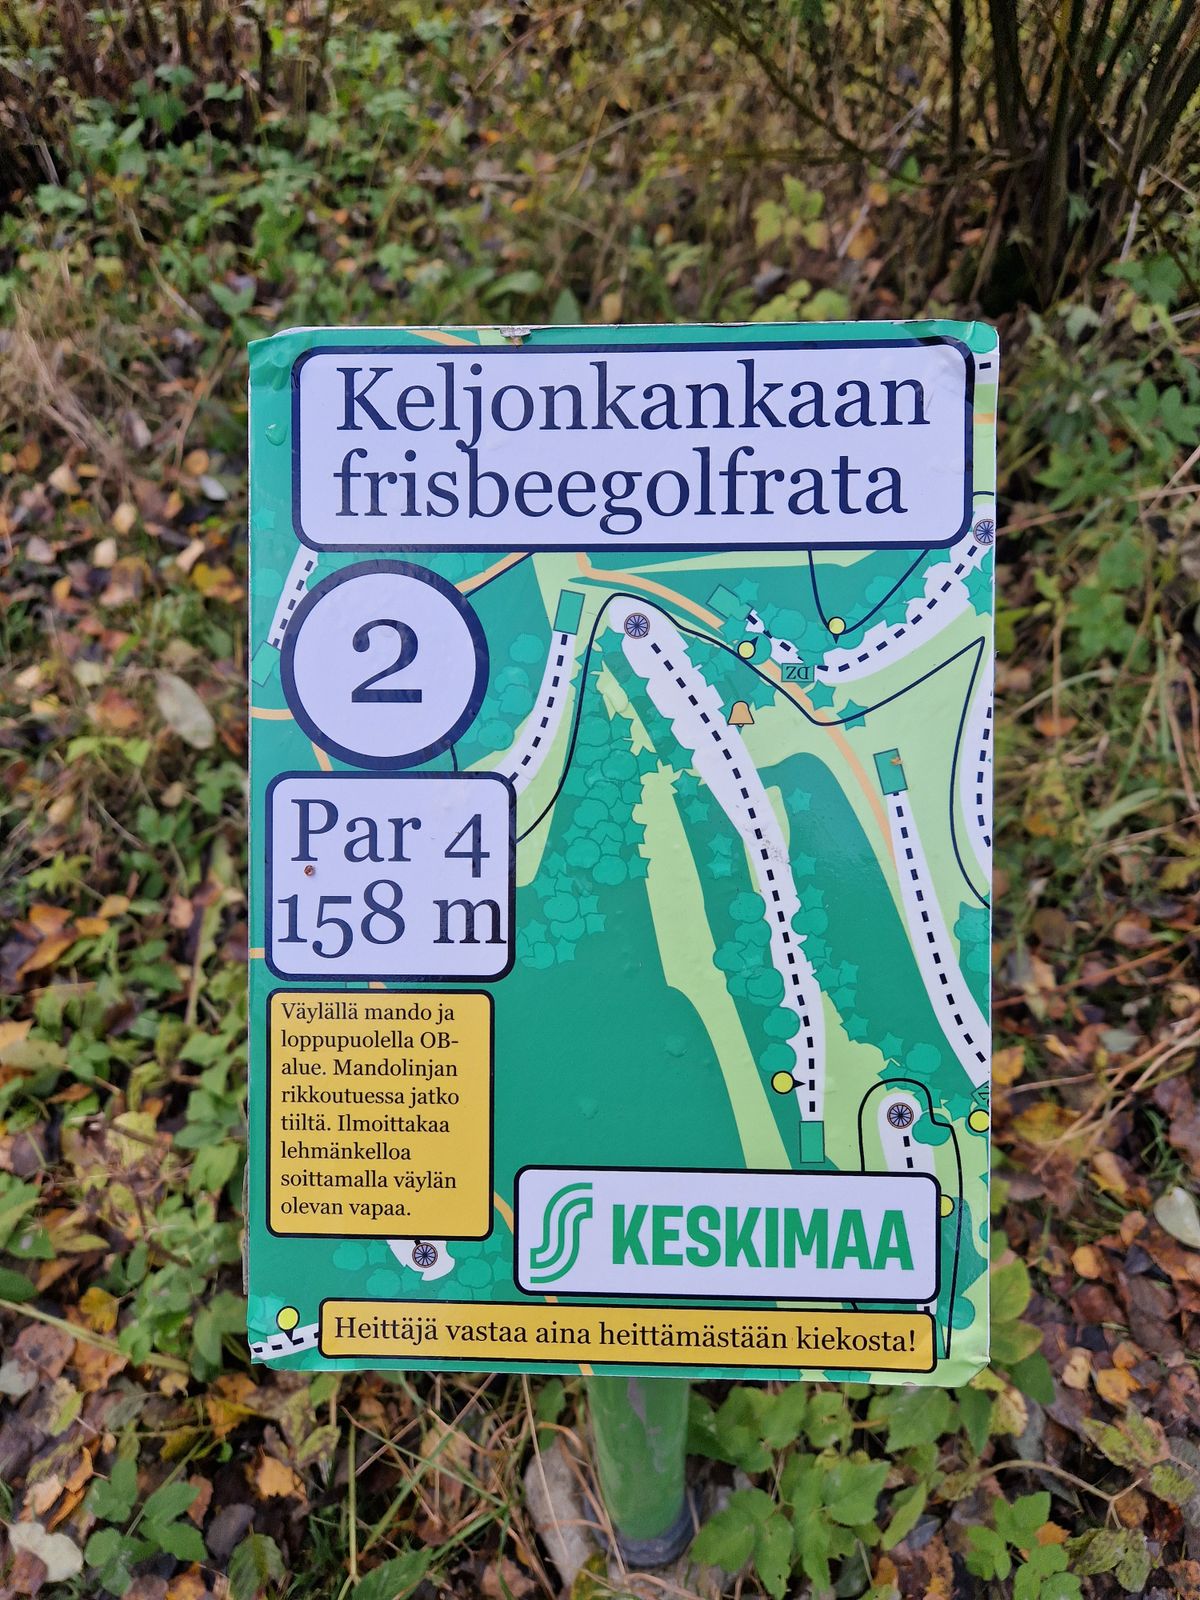 Keljonkankaan
frisbeegolfrata
2
DZ
Par 4
158 m
Väylällä mando ja
loppupuolella OB-
alue. Mandolinjan
rikkoutuessa jatko
tiiltä. Ilmoittakaa
lehmänkelloa
soittamalla väylän
olevan vapaa.
KESKIMAA
Heittäjä vastaa aina heittämästään kiekosta!